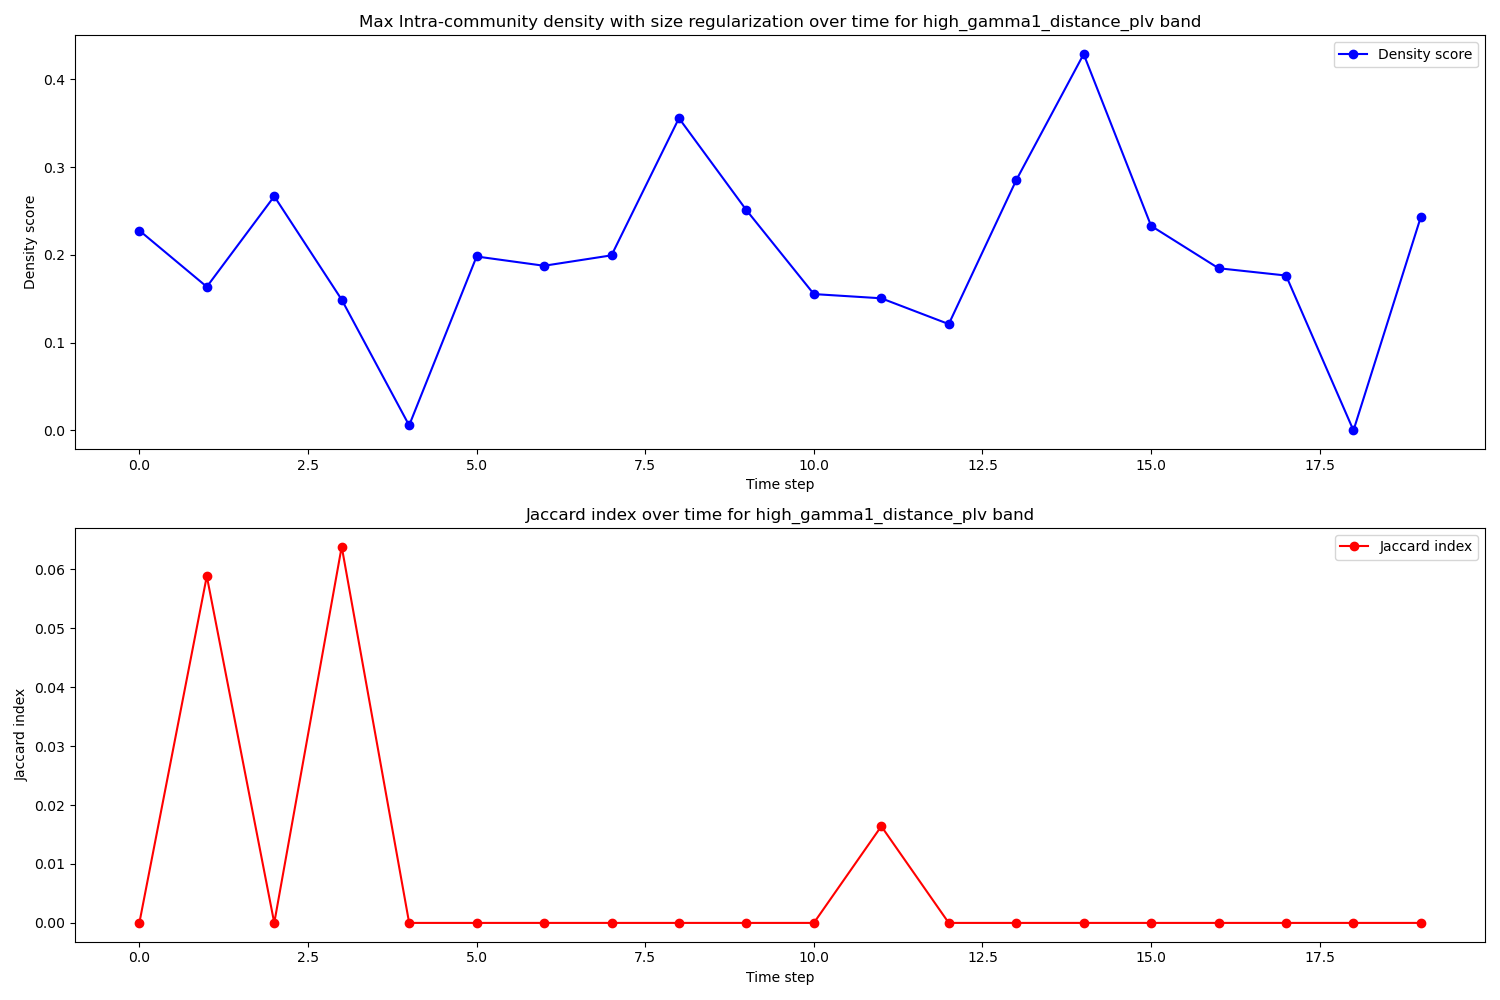 Max Intra-community density with size regularization over time for high_gamma1_distance_plv band
Density score
0.4
0.3
0.2
0.1
0.0
Density score
0.0 2.5 5.0 7.5 10.0 12.5 15.0 17.5
Time step
Jaccard index over time for high_gamma1_distance_plv band
Jaccard index
0.06
0.05
0.04
0.03
0.02
0.01
0.00
Jaccard index
0.0 2.5 5.0 7.5 10.0 12.5 15.0 17.5
Time step